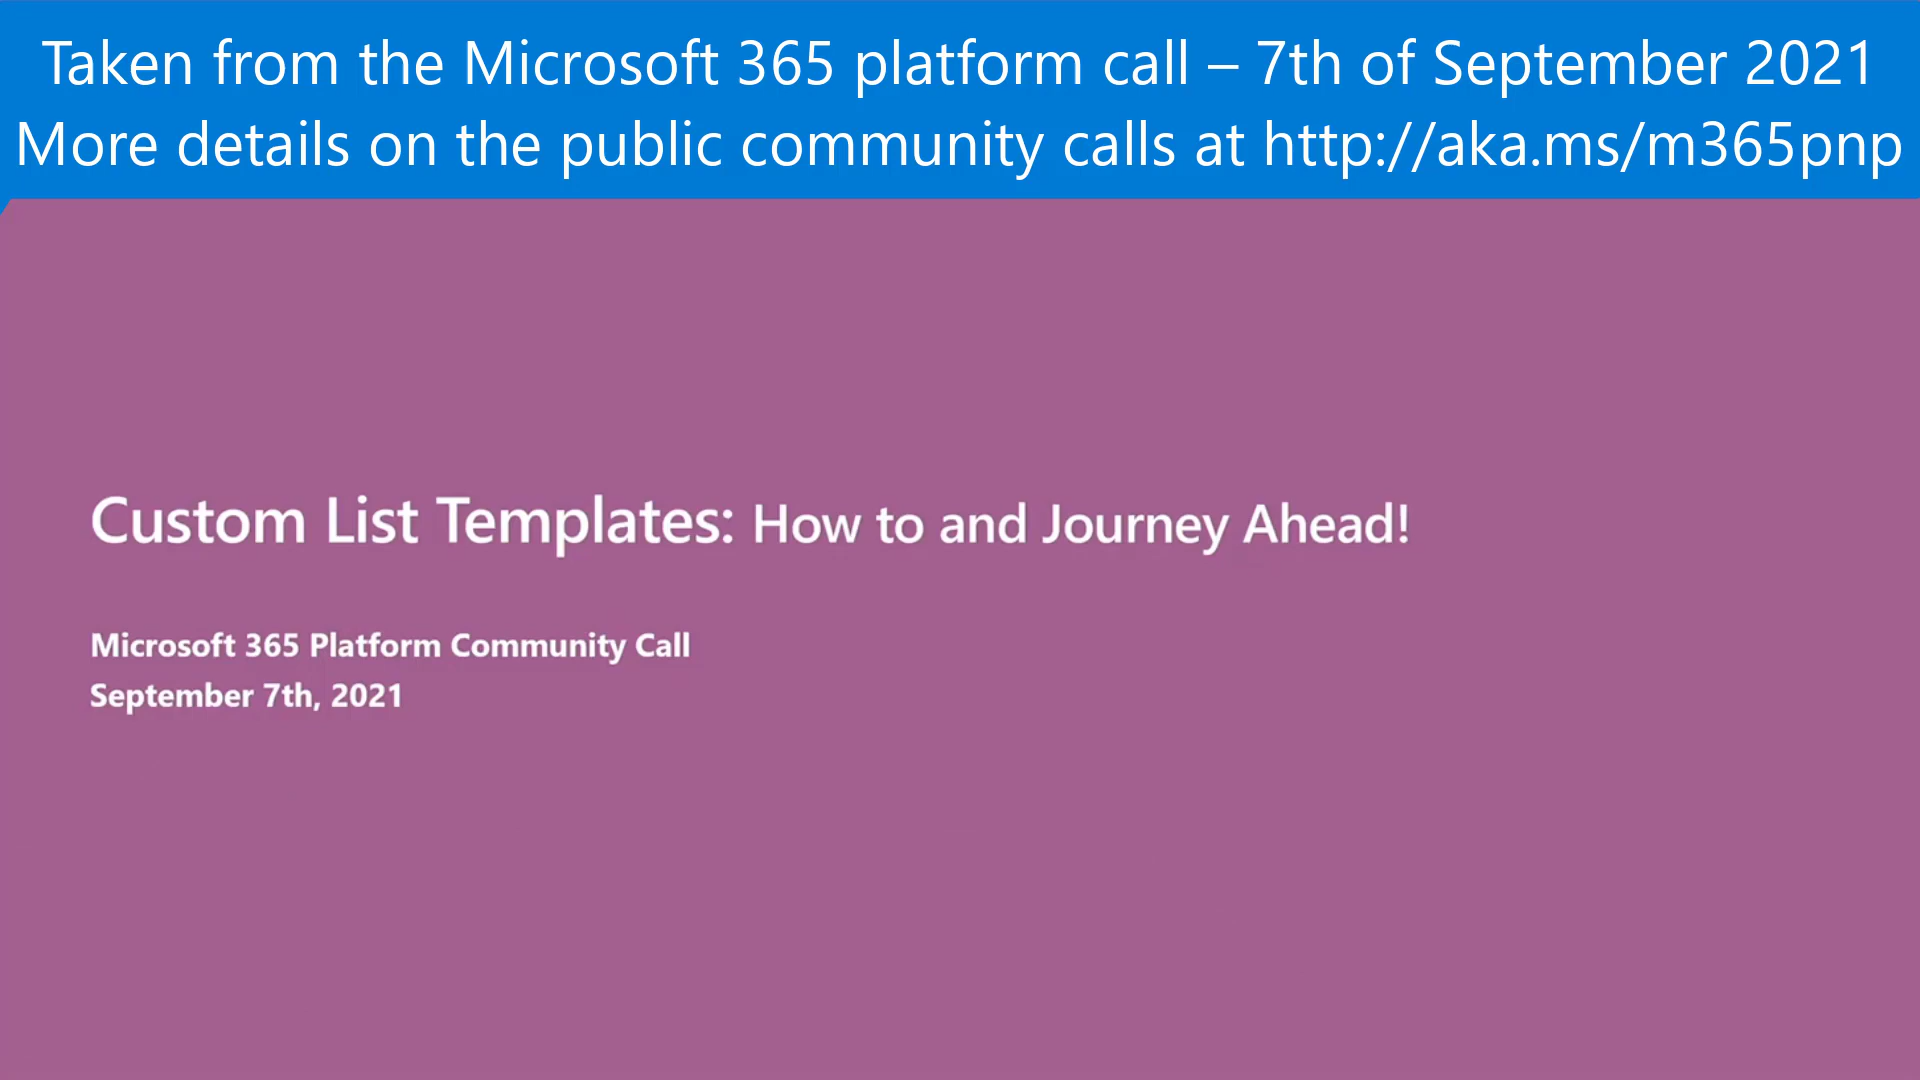 Taken from the Microsoft 365 platform call – 7th of September 2021
More details on the public community calls at http://aka.ms/m365pnp
Custom List Templates: How to and Journey Ahead!
Microsoft 365 Platform Community Call
September 7th, 2021